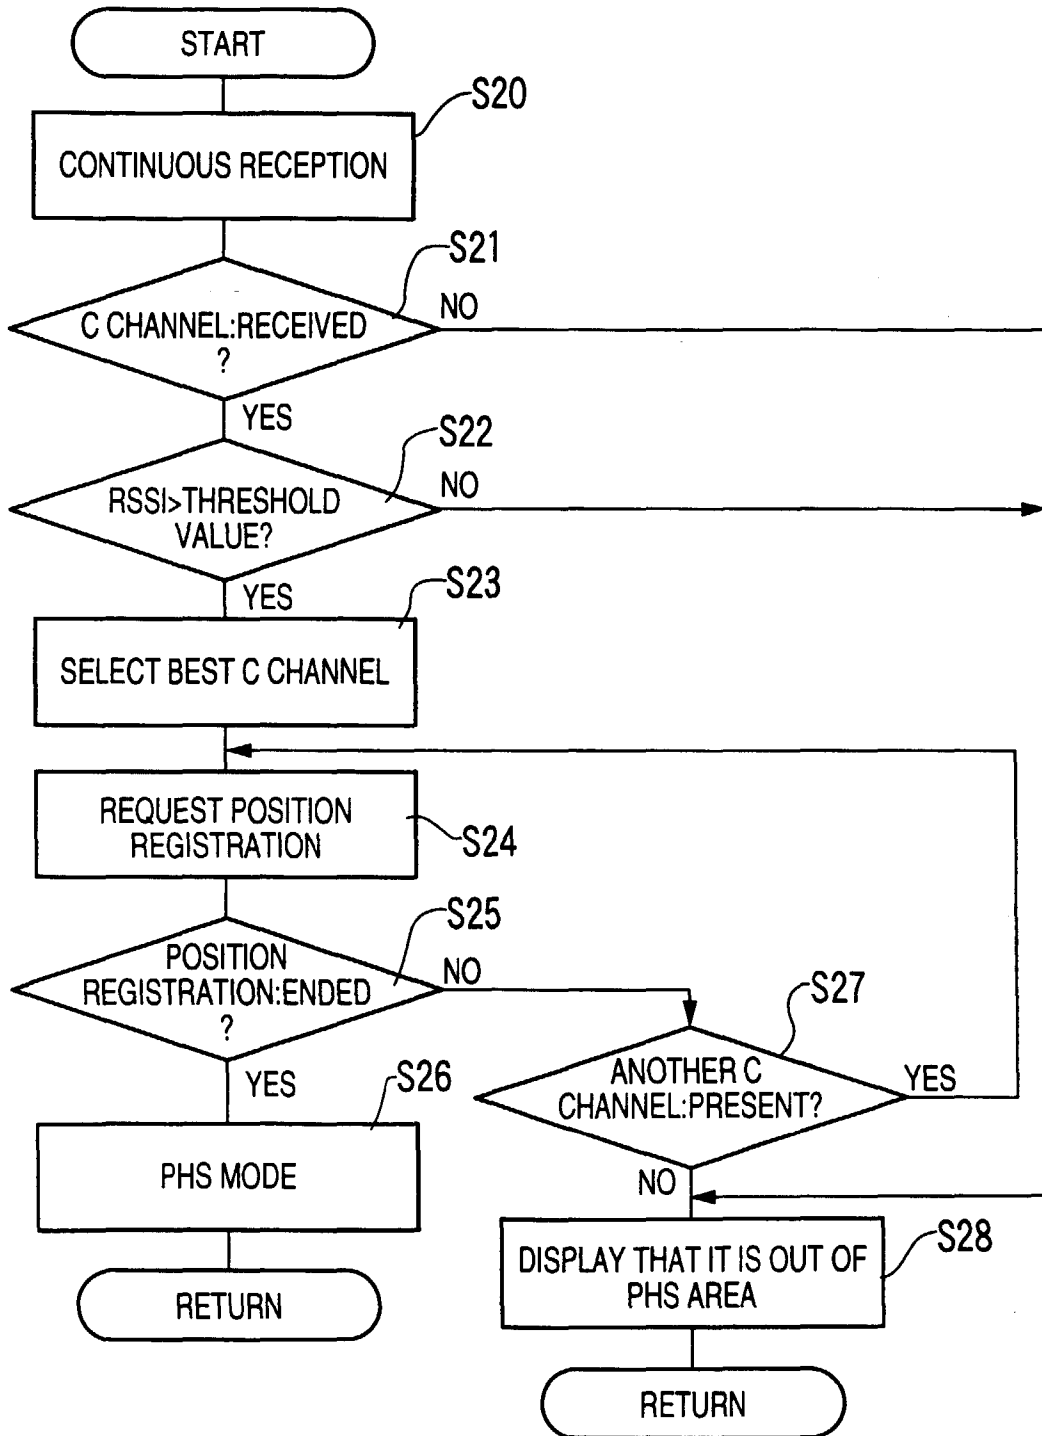 START
S20
CONTINUOUS RECEPTION
S21
C CHANNEL:RECEIVED
?
NO
YES
S22
RSSI>THRESHOLD
VALUE?
NO
YES
S23
SELECT BEST C CHANNEL
REQUEST POSITION
REGISTRATION
S24
S25
POSITION
REGISTRATION:ENDED
?
NO
YES
S27
ANOTHER C
CHANNEL:PRESENT?
YES
NO
S26
PHS MODE
RETURN
S28
DISPLAY THAT IT IS OUT OF
PHS AREA
RETURN